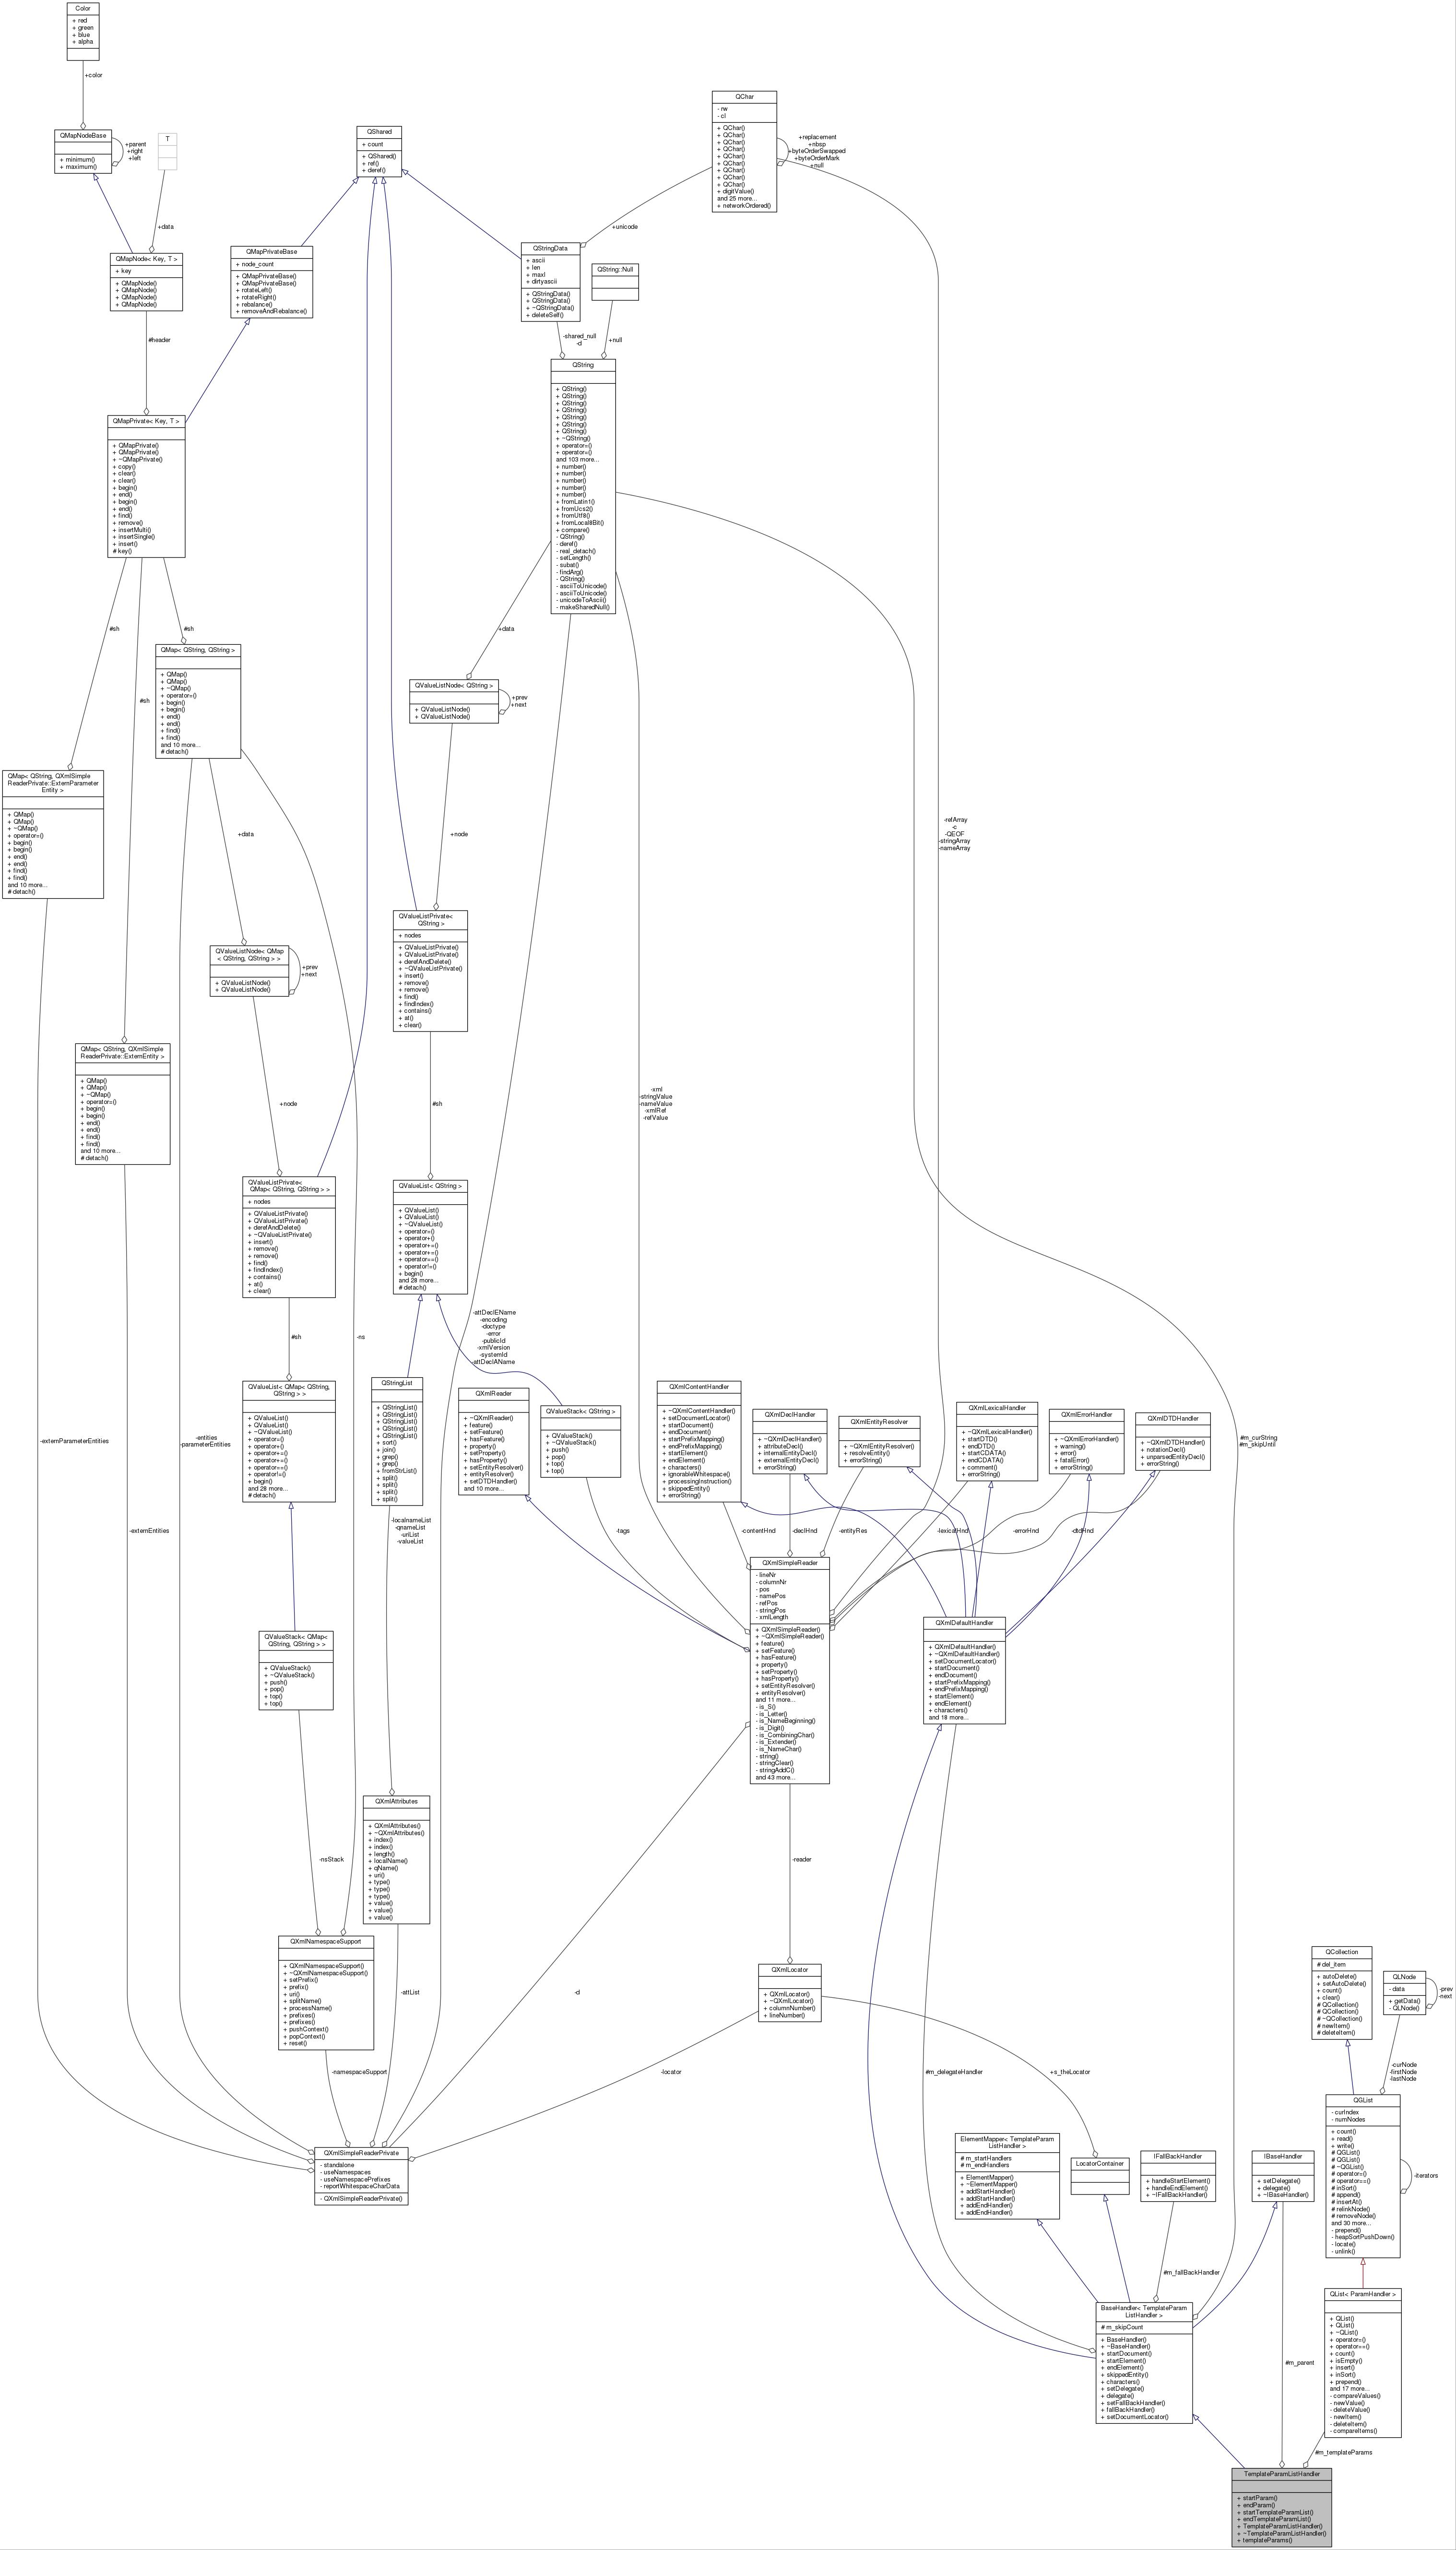 Color
+ red
+ green
+ blue
+ alpha
+color
QMapNodeBase
+ minimum()
+ maximum()
+parent
+right
+left
T
+data
QMapNode< Key, T >
+ key
+ QMapNode()
+ QMapNode()
+ QMapNode()
+ QMapNode()
#header
QShared
+ count
+ QShared()
+ ref()
+ deref()
QMapPrivateBase
+ node_count
+ QMapPrivateBase()
+ QMapPrivateBase()
+ rotateLeft()
+ rotateRight()
+ rebalance()
+ removeAndRebalance()
QChar
- rw
- cl
+ QChar()
+ QChar()
+ QChar()
+ QChar()
+ QChar()
+ QChar()
+ QChar()
+ QChar()
+ QChar()
+ digitValue()
and 25 more...
+ networkOrdered()
+replacement
+nbsp
+byteOrderSwapped
+byteOrderMark
+null
+unicode
QStringData
+ ascii
+ len
+ maxl
+ dirtyascii
+ QStringData()
+ QStringData()
+ ~QStringData()
+ deleteSelf()
QString::Null
-shared_null
-d
+null
QString
+ QString()
+ QString()
+ QString()
+ QString()
+ QString()
+ QString()
+ QString()
+ ~QString()
+ operator=()
+ operator=()
and 103 more...
+ number()
+ number()
+ number()
+ number()
+ number()
+ fromLatin1()
+ fromUcs2()
+ fromUtf8()
+ fromLocal8Bit()
+ compare()
- QString()
- deref()
- real_detach()
- setLength()
- subat()
- findArg()
- QString()
- asciiToUnicode()
- asciiToUnicode()
- unicodeToAscii()
- makeSharedNull()
QMapPrivate< Key, T >
+ QMapPrivate()
+ QMapPrivate()
+ ~QMapPrivate()
+ copy()
+ clear()
+ clear()
+ begin()
+ end()
+ begin()
+ end()
+ find()
+ remove()
+ insertMulti()
+ insertSingle()
+ insert()
# key()
#sh
#sh
#sh
QMap< QString, QString >
+ QMap()
+ QMap()
+ ~QMap()
+ operator=()
+ begin()
+ begin()
+ end()
+ end()
+ find()
+ find()
and 10 more...
# detach()
+data
QValueListNode< QString >
+ QValueListNode()
+ QValueListNode()
+prev
+next
QMap< QString, QXmlSimple
ReaderPrivate::ExternParameter
Entity >
+ QMap()
+ QMap()
+ ~QMap()
+ operator=()
+ begin()
+ begin()
+ end()
+ end()
+ find()
+ find()
and 10 more...
# detach()
+data
+node
-refArray
-c
-QEOF
-stringArray
-nameArray
QValueListPrivate<
QString >
+ nodes
+ QValueListPrivate()
+ QValueListPrivate()
+ derefAndDelete()
+ ~QValueListPrivate()
+ insert()
+ remove()
+ remove()
+ find()
+ findIndex()
+ contains()
+ at()
+ clear()
QValueListNode< QMap
< QString, QString > >
+ QValueListNode()
+ QValueListNode()
+prev
+next
QMap< QString, QXmlSimple
ReaderPrivate::ExternEntity >
+ QMap()
+ QMap()
+ ~QMap()
+ operator=()
+ begin()
+ begin()
+ end()
+ end()
+ find()
+ find()
and 10 more...
# detach()
+node
#sh
-xml
-stringValue
-nameValue
-xmlRef
-refValue
QValueListPrivate<
QMap< QString, QString > >
+ nodes
+ QValueListPrivate()
+ QValueListPrivate()
+ derefAndDelete()
+ ~QValueListPrivate()
+ insert()
+ remove()
+ remove()
+ find()
+ findIndex()
+ contains()
+ at()
+ clear()
QValueList< QString >
+ QValueList()
+ QValueList()
+ ~QValueList()
+ operator=()
+ operator+()
+ operator+=()
+ operator+=()
+ operator==()
+ operator!=()
+ begin()
and 28 more...
# detach()
#sh
-ns
-attDeclEName
-encoding
-doctype
-error
-publicId
-xmlVersion
-systemId
-attDeclAName
QValueList< QMap< QString,
QString > >
+ QValueList()
+ QValueList()
+ ~QValueList()
+ operator=()
+ operator+()
+ operator+=()
+ operator+=()
+ operator==()
+ operator!=()
and 28 more...
# detach()
QStringList
+ QStringList()
+ QStringList()
+ QStringList()
+ QStringList()
+ QStringList()
+ sort()
+ join()
+ grep()
+ grep()
+ fromStrList()
+ split()
+ split()
+ split()
+ split()
QXmlReader
+ ~QXmlReader()
+ feature()
+ setFeature()
+ hasFeature()
+ property()
+ setProperty()
+ hasProperty()
+ setEntityResolver()
+ entityResolver()
+ setDTDHandler()
and 10 more...
QValueStack< QString >
+ QValueStack()
+ ~QValueStack()
+ push()
+ pop()
+ top()
+ top()
QXmlContentHandler
+ ~QXmlContentHandler()
+ setDocumentLocator()
+ startDocument()
+ endDocument()
+ startPrefixMapping()
+ endPrefixMapping()
+ startElement()
+ endElement()
+ characters()
+ ignorableWhitespace()
+ processingInstruction()
+ skippedEntity()
+ errorString()
QXmlDeclHandler
+ ~QXmlDeclHandler()
+ attributeDecl()
+ internalEntityDecl()
+ externalEntityDecl()
+ errorString()
QXmlEntityResolver
+ ~QXmlEntityResolver()
+ resolveEntity()
+ errorString()
QXmlLexicalHandler
+ ~QXmlLexicalHandler()
+ startDTD()
+ endDTD()
+ startCDATA()
+ endCDATA()
+ comment()
+ errorString()
QXmlErrorHandler
+ ~QXmlErrorHandler()
+ warning()
+ error()
+ fatalError()
+ errorString()
QXmlDTDHandler
+ ~QXmlDTDHandler()
+ notationDecl()
+ unparsedEntityDecl()
+ errorString()
#m_curString
#m_skipUntil
-externParameterEntities
-entities
-parameterEntities
-externEntities
-localnameList
-qnameList
-uriList
-valueList
-tags
-contentHnd
-declHnd
-entityRes
-lexicalHnd
-errorHnd
-dtdHnd
QXmlSimpleReader
- lineNr
- columnNr
- pos
- namePos
- refPos
- stringPos
- xmlLength
+ QXmlSimpleReader()
+ ~QXmlSimpleReader()
+ feature()
+ setFeature()
+ hasFeature()
+ property()
+ setProperty()
+ hasProperty()
+ setEntityResolver()
+ entityResolver()
and 11 more...
- is_S()
- is_Letter()
- is_NameBeginning()
- is_Digit()
- is_CombiningChar()
- is_Extender()
- is_NameChar()
- string()
- stringClear()
- stringAddC()
and 43 more...
QXmlDefaultHandler
+ QXmlDefaultHandler()
+ ~QXmlDefaultHandler()
+ setDocumentLocator()
+ startDocument()
+ endDocument()
+ startPrefixMapping()
+ endPrefixMapping()
+ startElement()
+ endElement()
+ characters()
and 18 more...
QValueStack< QMap<
QString, QString > >
+ QValueStack()
+ ~QValueStack()
+ push()
+ pop()
+ top()
+ top()
QXmlAttributes
+ QXmlAttributes()
+ ~QXmlAttributes()
+ index()
+ index()
+ length()
+ localName()
+ qName()
+ uri()
+ type()
+ type()
+ type()
+ value()
+ value()
+ value()
-nsStack
-reader
QXmlNamespaceSupport
+ QXmlNamespaceSupport()
+ ~QXmlNamespaceSupport()
+ setPrefix()
+ prefix()
+ uri()
+ splitName()
+ processName()
+ prefixes()
+ prefixes()
+ pushContext()
+ popContext()
+ reset()
-attList
-d
QXmlLocator
+ QXmlLocator()
+ ~QXmlLocator()
+ columnNumber()
+ lineNumber()
QCollection
# del_item
+ autoDelete()
+ setAutoDelete()
+ count()
+ clear()
# QCollection()
# QCollection()
# ~QCollection()
# newItem()
# deleteItem()
QLNode
- data
+ getData()
- QLNode()
-prev
-next
-namespaceSupport
-locator
#m_delegateHandler
+s_theLocator
-curNode
-firstNode
-lastNode
QXmlSimpleReaderPrivate
- standalone
- useNamespaces
- useNamespacePrefixes
- reportWhitespaceCharData
- QXmlSimpleReaderPrivate()
ElementMapper< TemplateParam
ListHandler >
# m_startHandlers
# m_endHandlers
+ ElementMapper()
+ ~ElementMapper()
+ addStartHandler()
+ addStartHandler()
+ addEndHandler()
+ addEndHandler()
LocatorContainer
IFallBackHandler
+ handleStartElement()
+ handleEndElement()
+ ~IFallBackHandler()
IBaseHandler
+ setDelegate()
+ delegate()
+ ~IBaseHandler()
QGList
- curIndex
- numNodes
+ count()
+ read()
+ write()
# QGList()
# QGList()
# ~QGList()
# operator=()
# operator==()
# inSort()
# append()
# insertAt()
# relinkNode()
# removeNode()
and 30 more...
- prepend()
- heapSortPushDown()
- locate()
- unlink()
-iterators
#m_fallBackHandler
BaseHandler< TemplateParam
ListHandler >
# m_skipCount
+ BaseHandler()
+ ~BaseHandler()
+ startDocument()
+ startElement()
+ endElement()
+ skippedEntity()
+ characters()
+ setDelegate()
+ delegate()
+ setFallBackHandler()
+ fallBackHandler()
+ setDocumentLocator()
#m_parent
QList< ParamHandler >
+ QList()
+ QList()
+ ~QList()
+ operator=()
+ operator==()
+ count()
+ isEmpty()
+ insert()
+ inSort()
+ prepend()
and 17 more...
- compareValues()
- newValue()
- deleteValue()
- newItem()
- deleteItem()
- compareItems()
#m_templateParams
TemplateParamListHandler
+ startParam()
+ endParam()
+ startTemplateParamList()
+ endTemplateParamList()
+ TemplateParamListHandler()
+ ~TemplateParamListHandler()
+ templateParams()